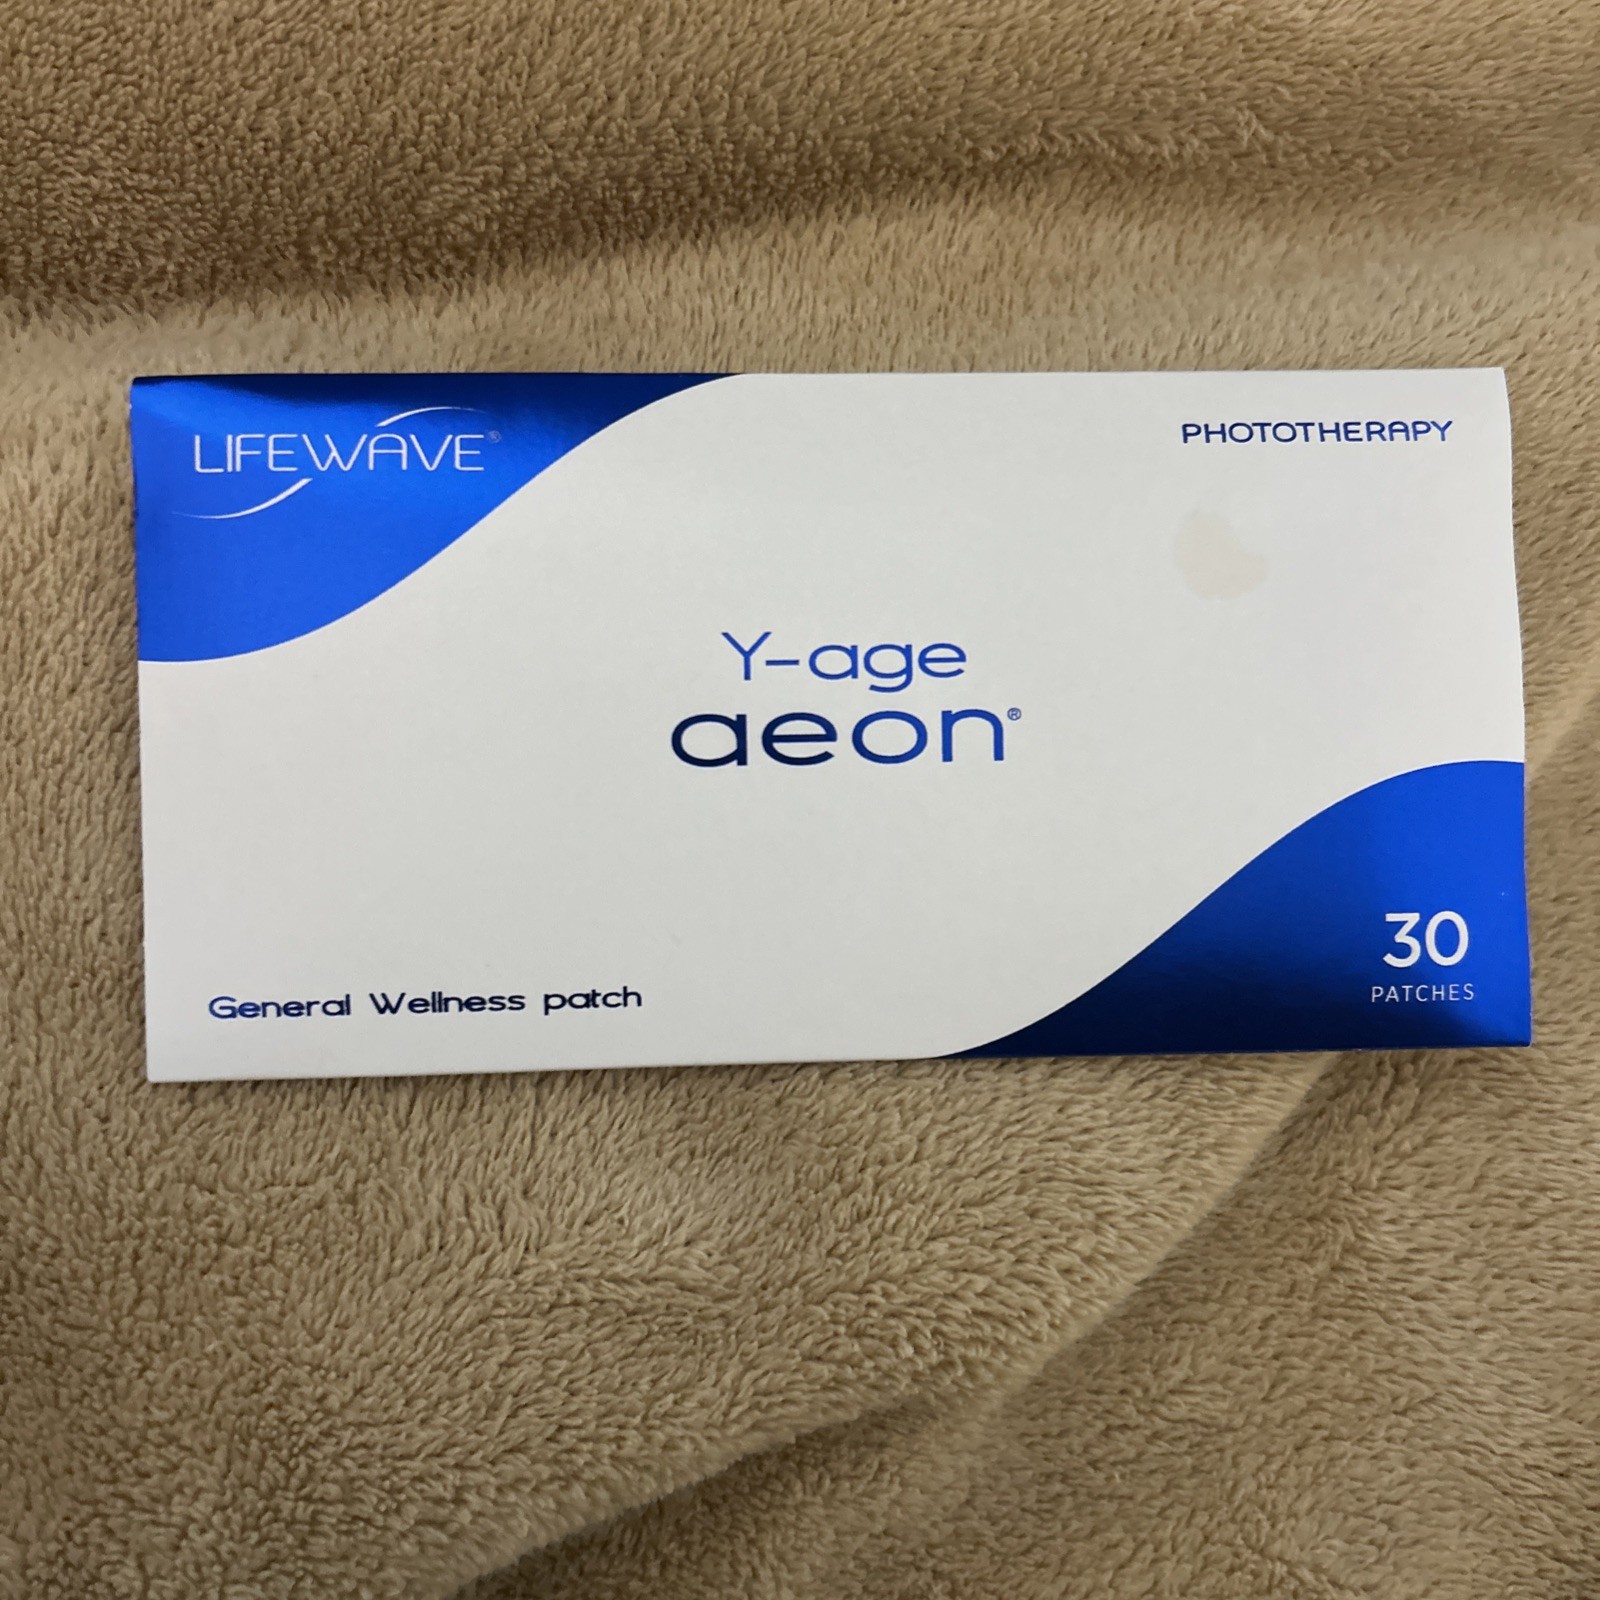 LIFEWAVE®
PHOTOTHERAPY
Y-age
aeon®
General Wellness patch
30
PATCHES